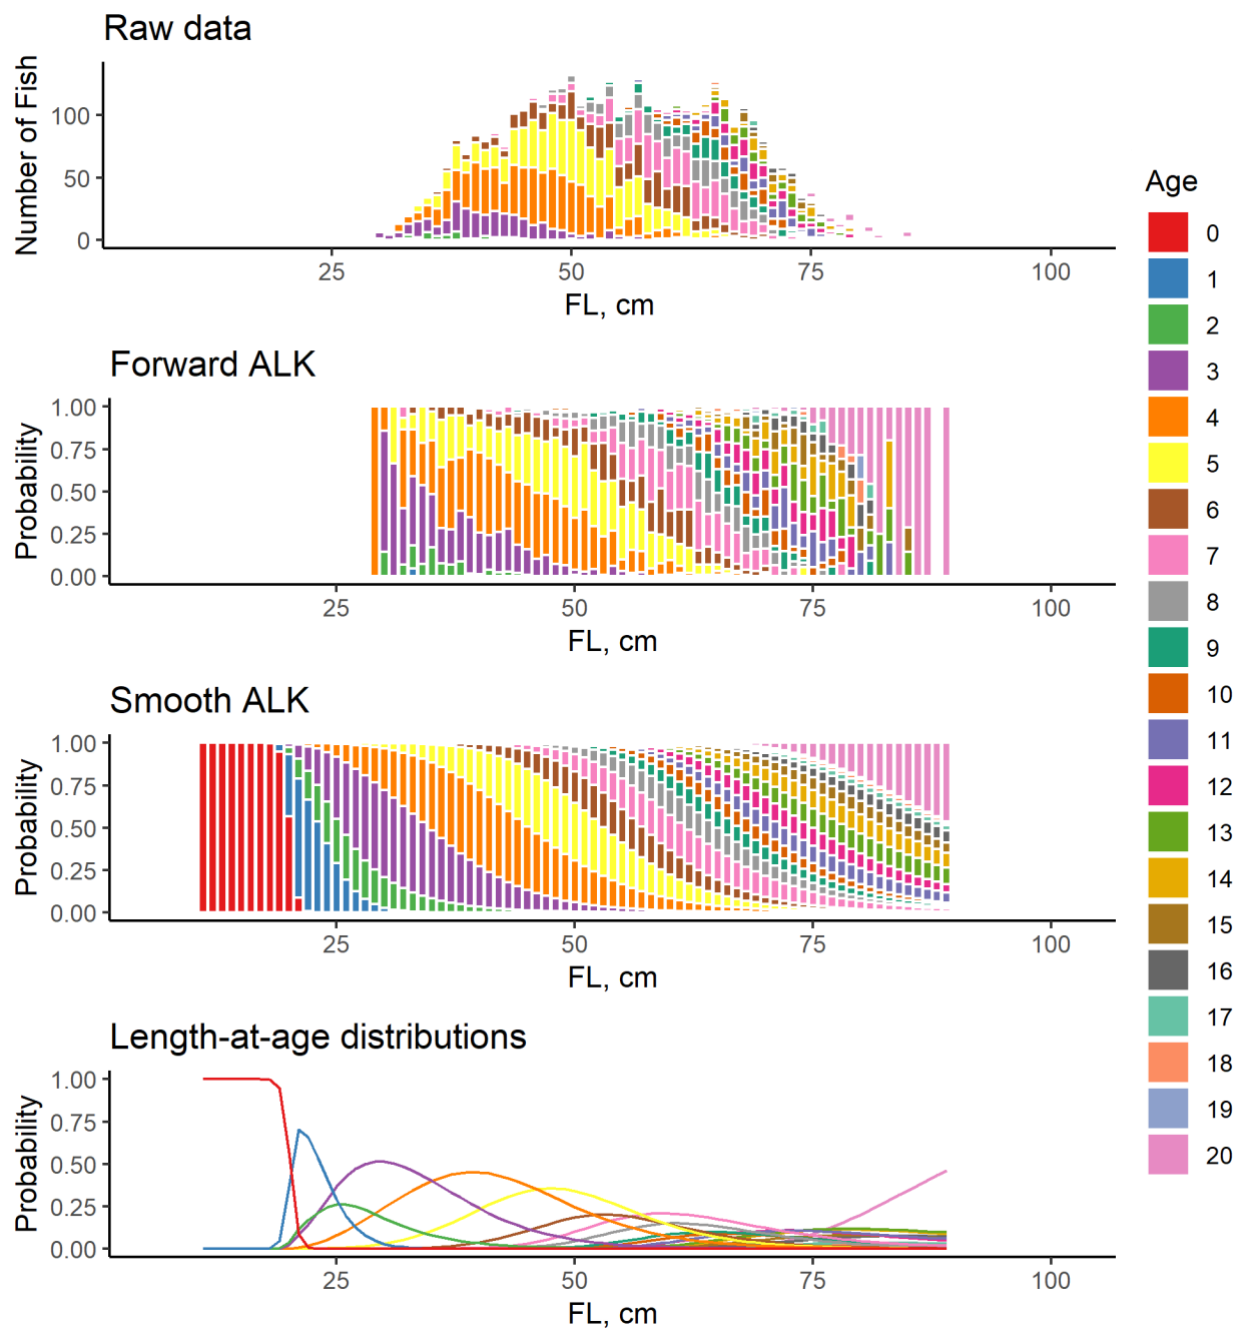 Raw data
Number of Fish
100
50
0
25 50 75 100
FL, cm
Forward ALK
Probability
1.00
0.75
0.50
0.25
0.00
25 50 75 100
FL, cm
Smooth ALK
Probability
1.00
0.75
0.50
0.25
0.00
25 50 75 100
FL, cm
Length-at-age distributions
Probability
1.00
0.75
0.50
0.25
0.00
25 50 75 100
FL, cm
Age
0
1
2
3
4
5
6
7
8
9
10
11
12
13
14
15
16
17
18
19
20